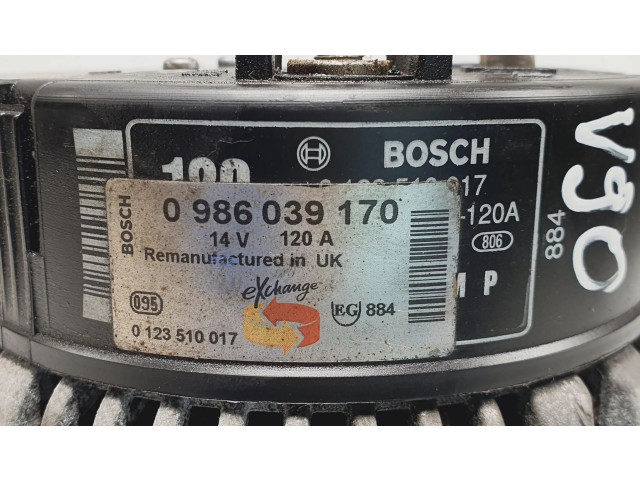 BOSCH
-120A
806
M P
884
V90
BOSCH
0 986 039 170
14 V 120 A
Remanufactured in UK
eXchange
095
EG 884
0 123 510 017